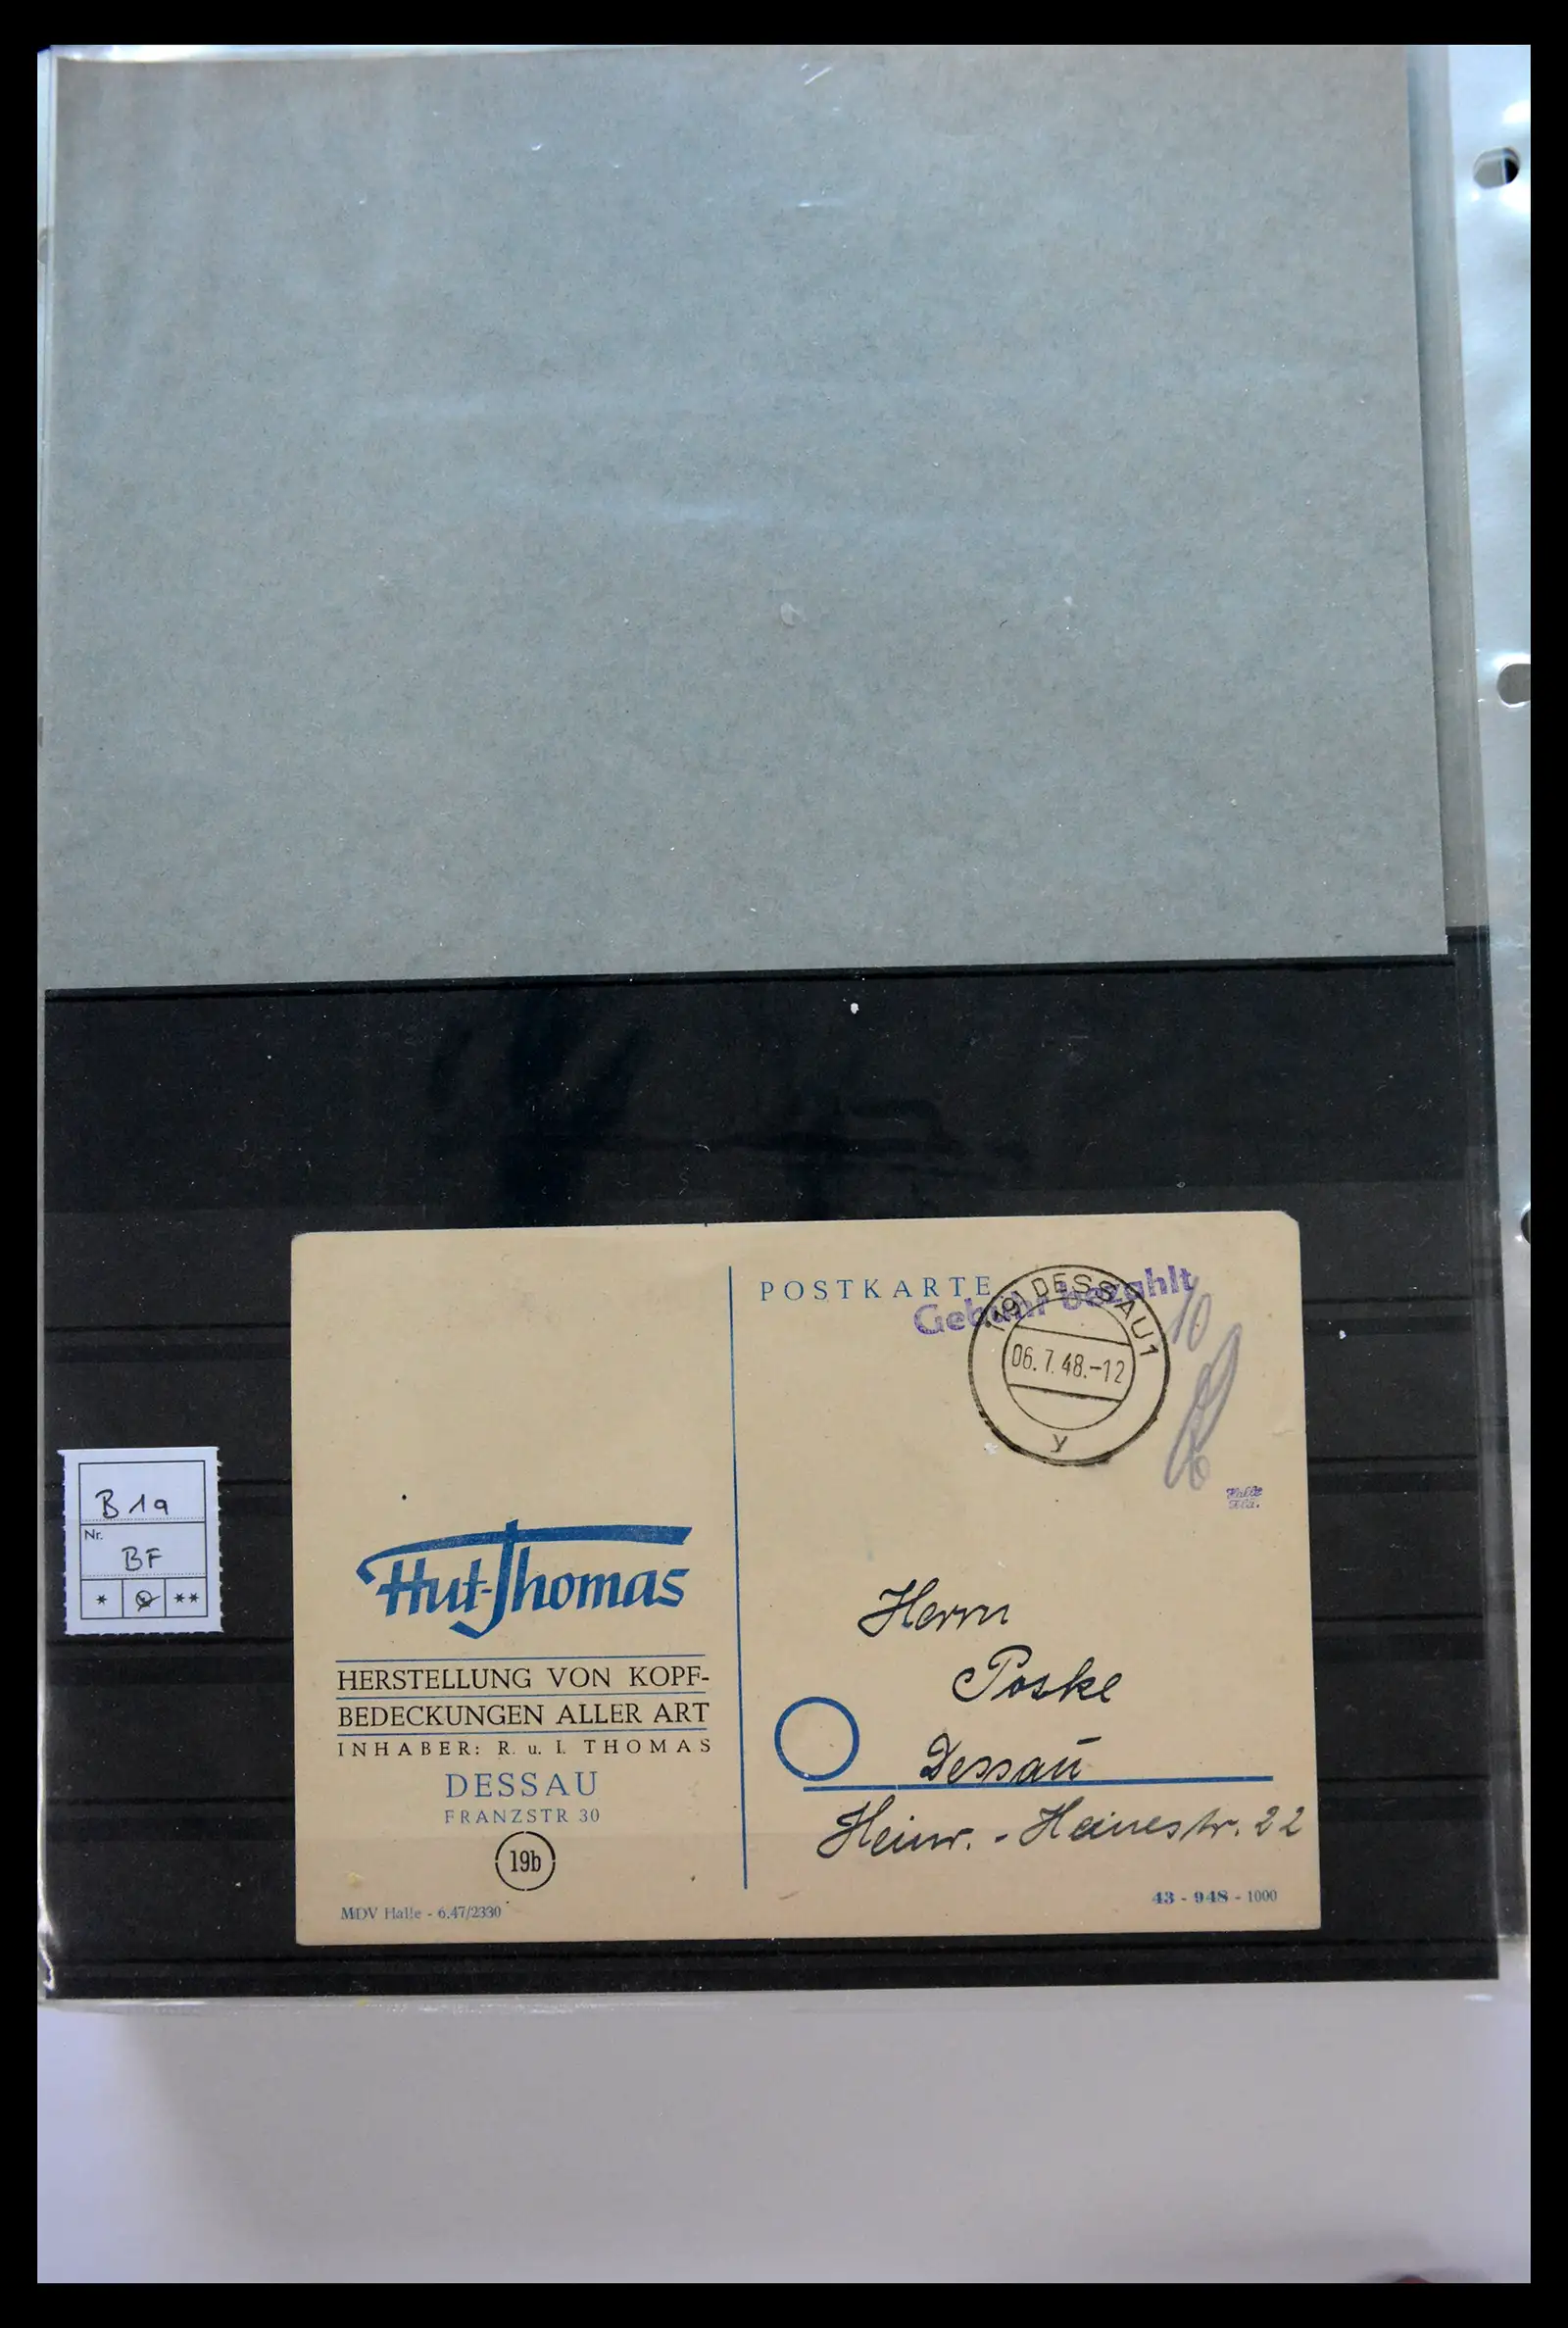 B 1a
Nr.
BF
* **
POSTKARTE
Gebühr bezahlt
19 DESSAU 1
06.7.48.-12
y
10
Hut-Thomas
HERSTELLUNG VON KOPF-
BEDECKUNGEN ALLER ART
INHABER: R. u. I. THOMAS
DESSAU
FRANZSTR 30
19b
MDV Halle - 6.47/2330
Herrn
Poske
Dessau
Heinr.-Heinestr. 22
43 - 948 - 1000